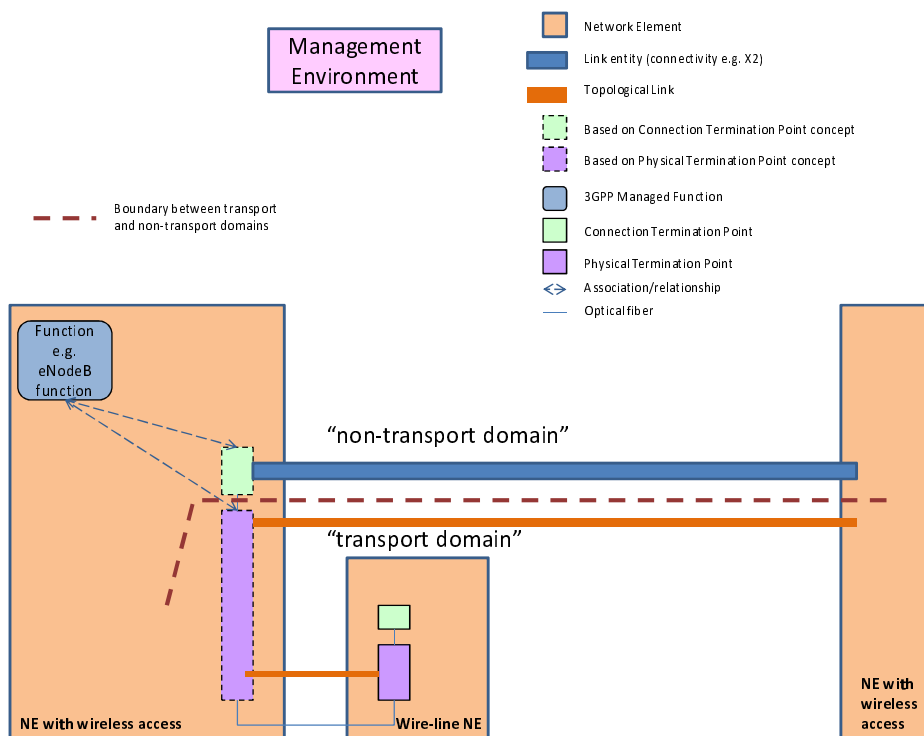 Management
Environment
Network Element
Link entity (connectivity e.g. X2)
Topological Link
Based on Connection Termination Point concept
Based on Physical Termination Point concept
3GPP Managed Function
Connection Termination Point
Physical Termination Point
Association/relationship
Optical fiber
Boundary between transport
and non-transport domains
Function
e.g.
eNodeB
function
“non-transport domain”
“transport domain”
NE with wireless access
Wire-line NE
NE with
wireless
access